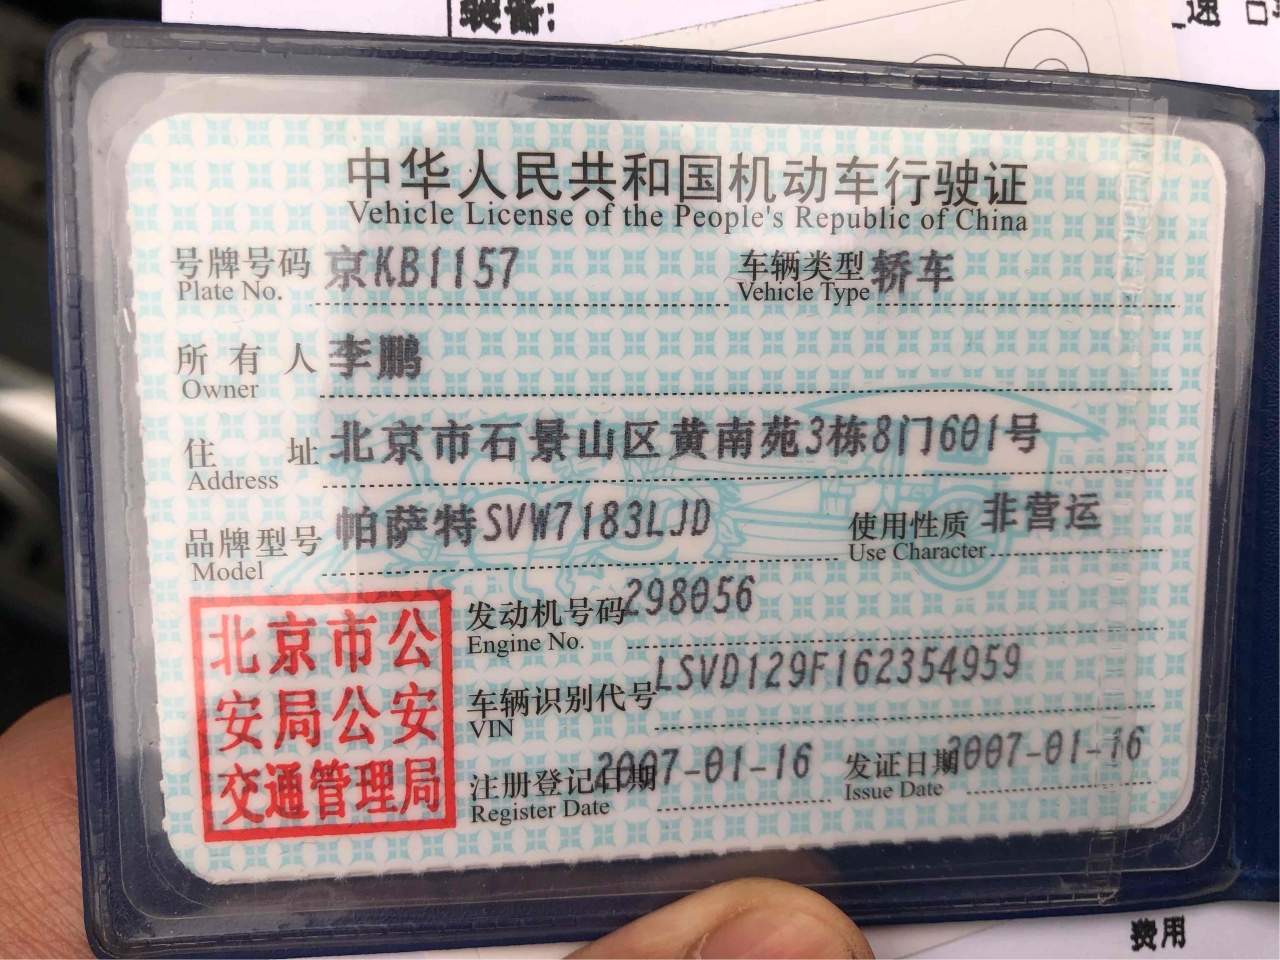 装备:
速
中华人民共和国机动车行驶证
Vehicle License of the People's Republic of China
号牌号码 京KB1157 车辆类型 轿车
Plate No. Vehicle Type
所有人 李鹏
Owner
住址 北京市石景山区黄南苑3栋8门601号
Address
品牌型号 帕萨特SVW7183LJD 使用性质 非营运
Model Use Character
北京市公
安局公安
交通管理局
发动机号码 298056
Engine No.
车辆识别代号 LSVD129F162354959
VIN
注册登记日期 2007-01-16 发证日期 2007-01-16
Register Date Issue Date
费用